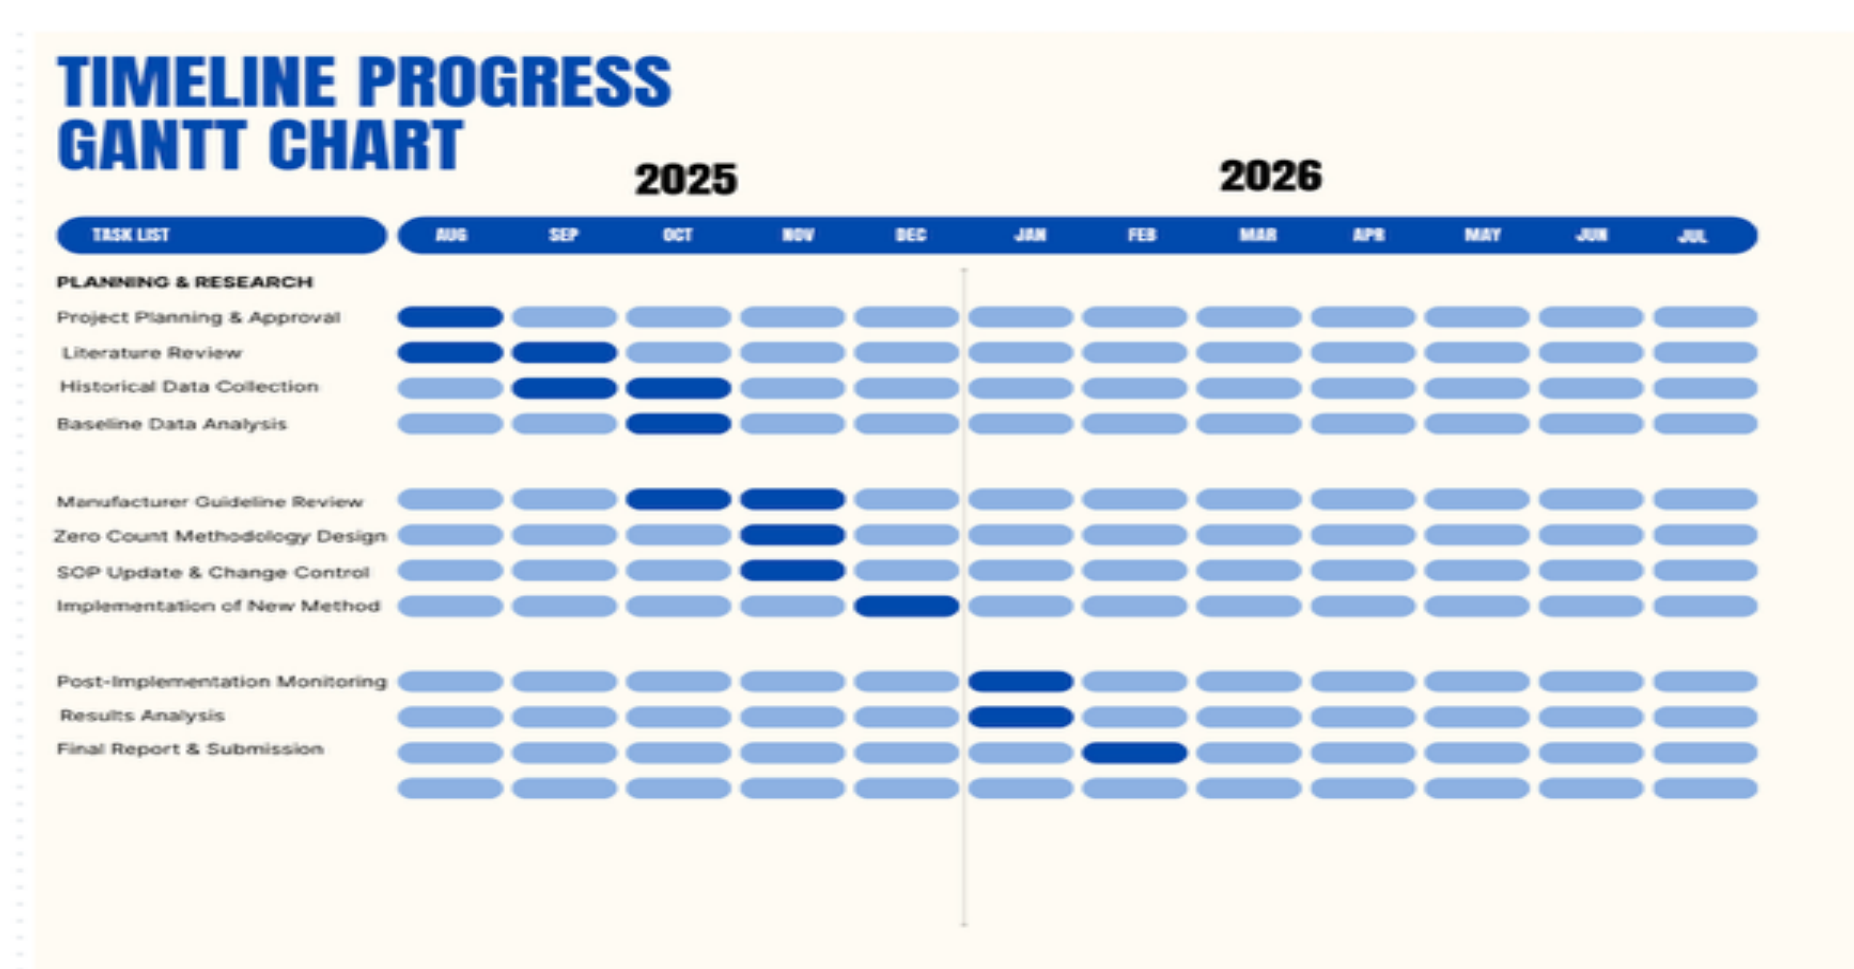 TIMELINE PROGRESS
GANTT CHART
2025
2026
TASK LIST AUG SEP OCT NOV DEC JAN FEB MAR APR MAY JUN JUL
PLANNING & RESEARCH
Project Planning & Approval
Literature Review
Historical Data Collection
Baseline Data Analysis
Manufacturer Guideline Review
Zero Count Methodology Design
SOP Update & Change Control
Implementation of New Method
Post-Implementation Monitoring
Results Analysis
Final Report & Submission